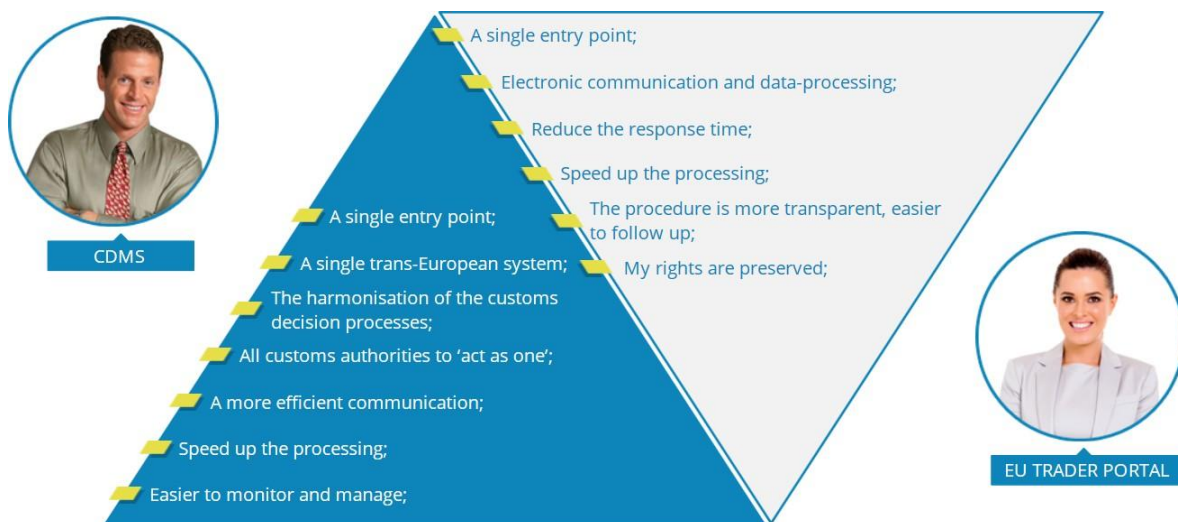 A single entry point;
Electronic communication and data-processing;
Reduce the response time;
Speed up the processing;
The procedure is more transparent, easier
to follow up;
My rights are preserved;
A single entry point;
A single trans-European system;
The harmonisation of the customs
decision processes;
All customs authorities to ‘act as one’;
A more efficient communication;
Speed up the processing;
Easier to monitor and manage;
CDMS
EU TRADER PORTAL